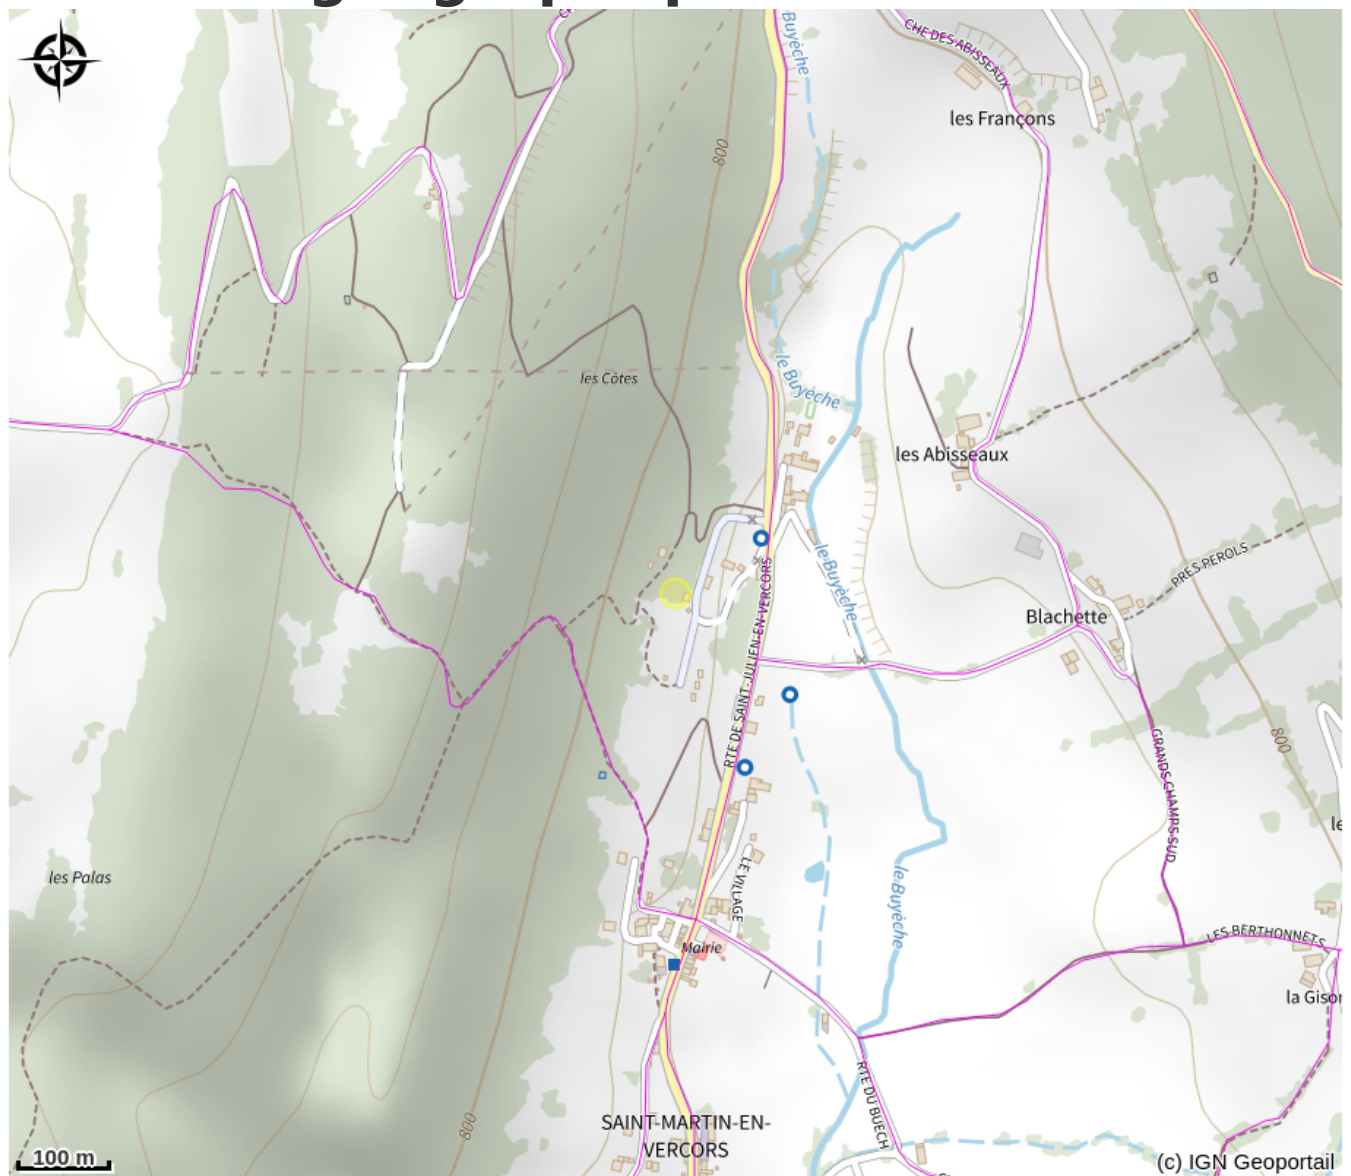 Buyèche
CHE DES ABISSEAUX
les Françons
800
les Côtes
le Buyèche
les Abisseaux
le Buyèche
PRES PEROLS
RTE DE SAINT-JULIEN-EN-VERCORS
Blachette
800
GRANDS CHAMPS SUD
les Palas
LE VILLAGE
le Buyèche
Mairie
LES BERTHONNETS
la Gison
RTE DU BUECH
800
SAINT-MARTIN-EN-
VERCORS
100 m
(c) IGN Geoportail